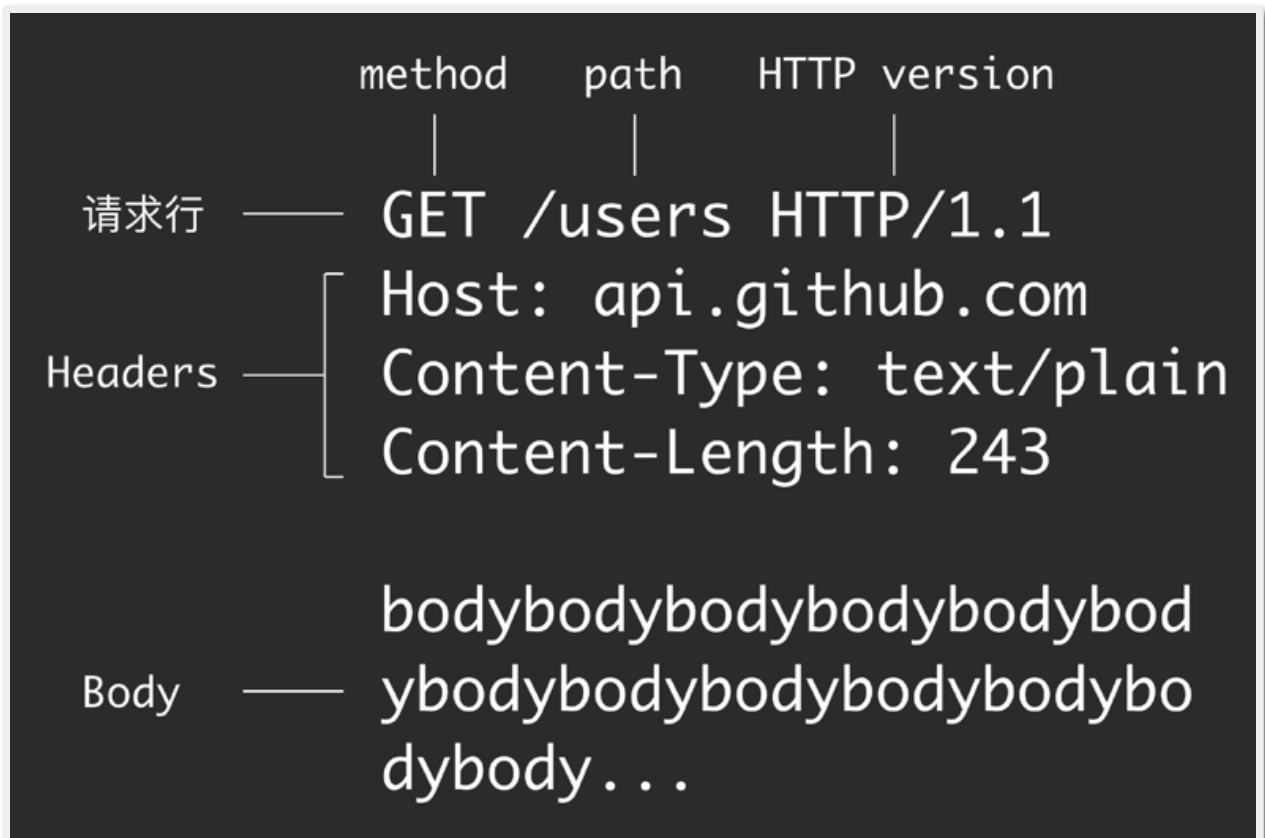 method path HTTP version
请求行 GET /users HTTP/1.1
Host: api.github.com
Headers Content-Type: text/plain
Content-Length: 243
bodybodybodybodybodybod
Body ybodybodybodybodybodybo
dybody...